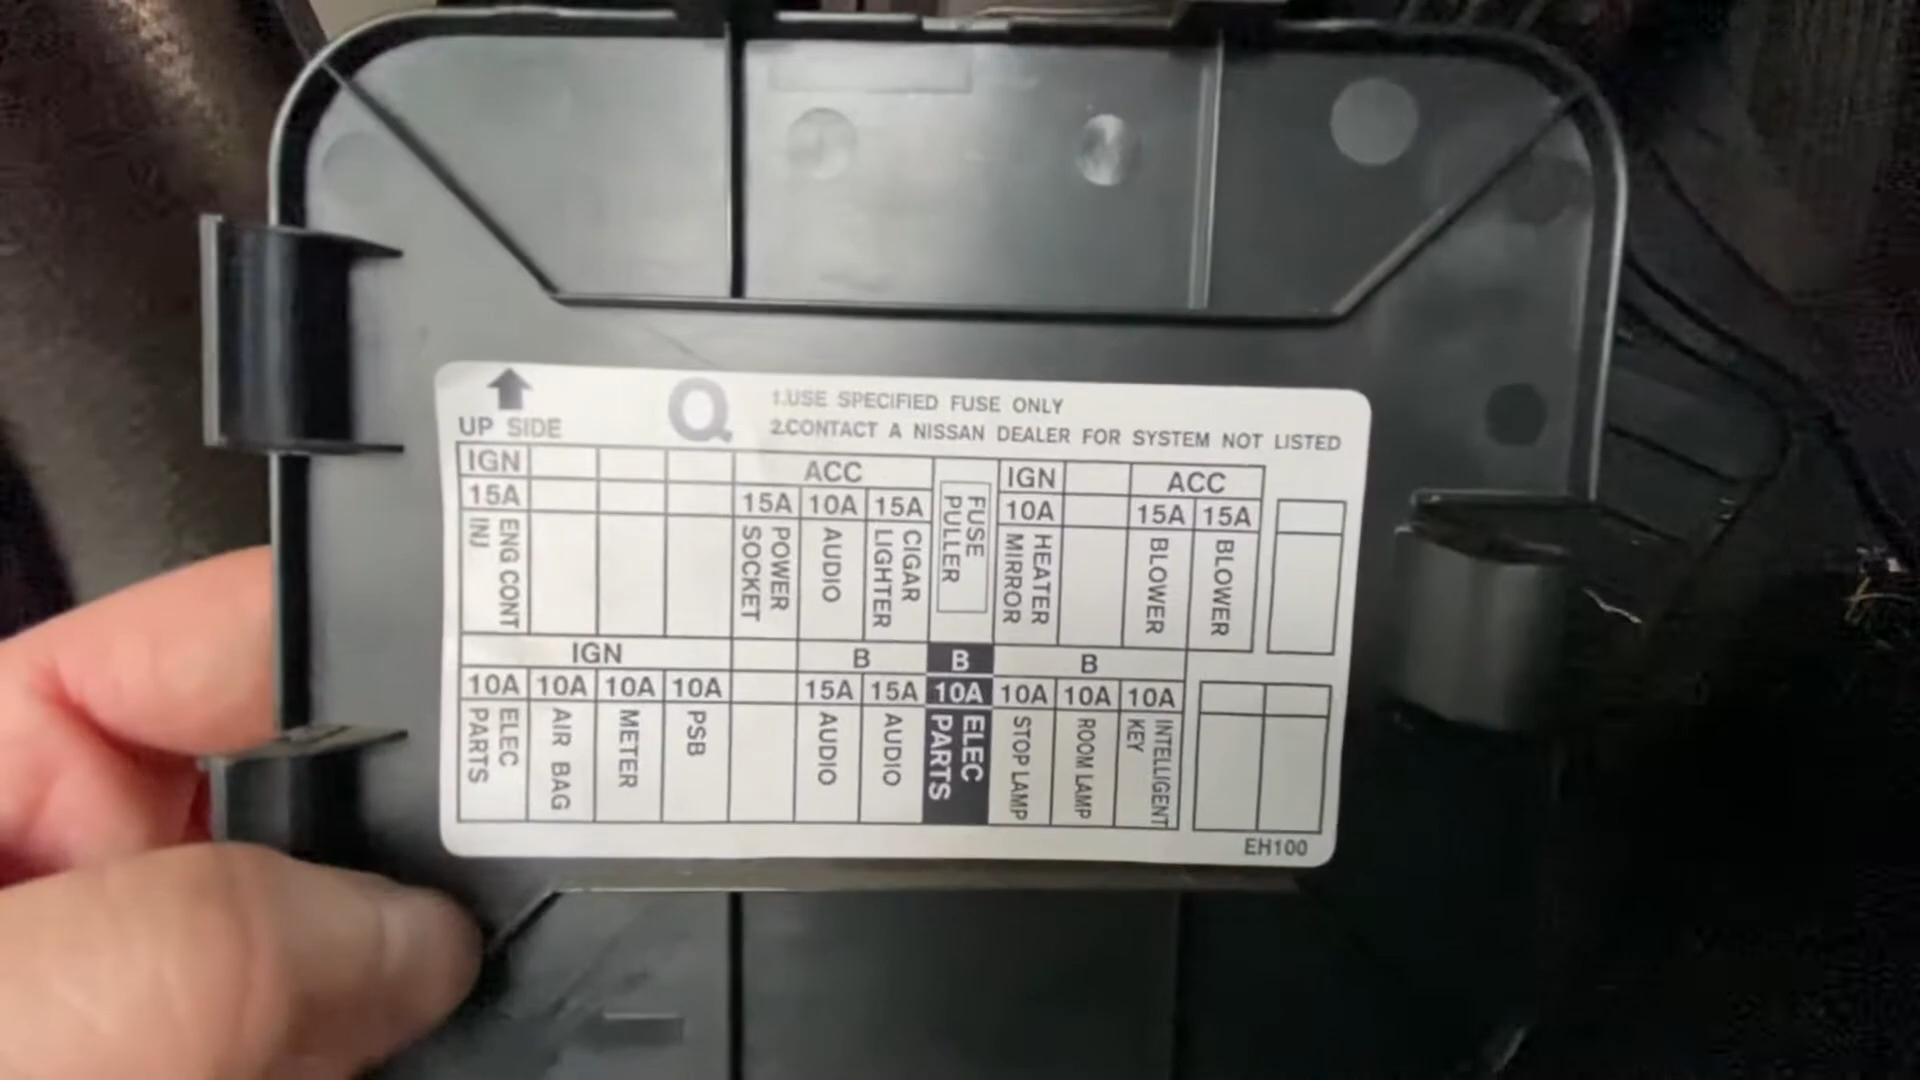 UP SIDE
Q
1.USE SPECIFIED FUSE ONLY
2.CONTACT A NISSAN DEALER FOR SYSTEM NOT LISTED
IGN ACC IGN ACC
15A 15A 10A 15A 10A 15A 15A
ENG CONT
INJ
POWER
SOCKET
AUDIO
CIGAR
LIGHTER
FUSE
PULLER
HEATER
MIRROR
BLOWER
BLOWER
IGN B B B
10A 10A 10A 10A 15A 15A 10A 10A 10A 10A
ELEC
PARTS
AIR BAG
METER
PSB
AUDIO
AUDIO
ELEC
PARTS
STOP LAMP
ROOM LAMP
INTELLIGENT
KEY
EH100